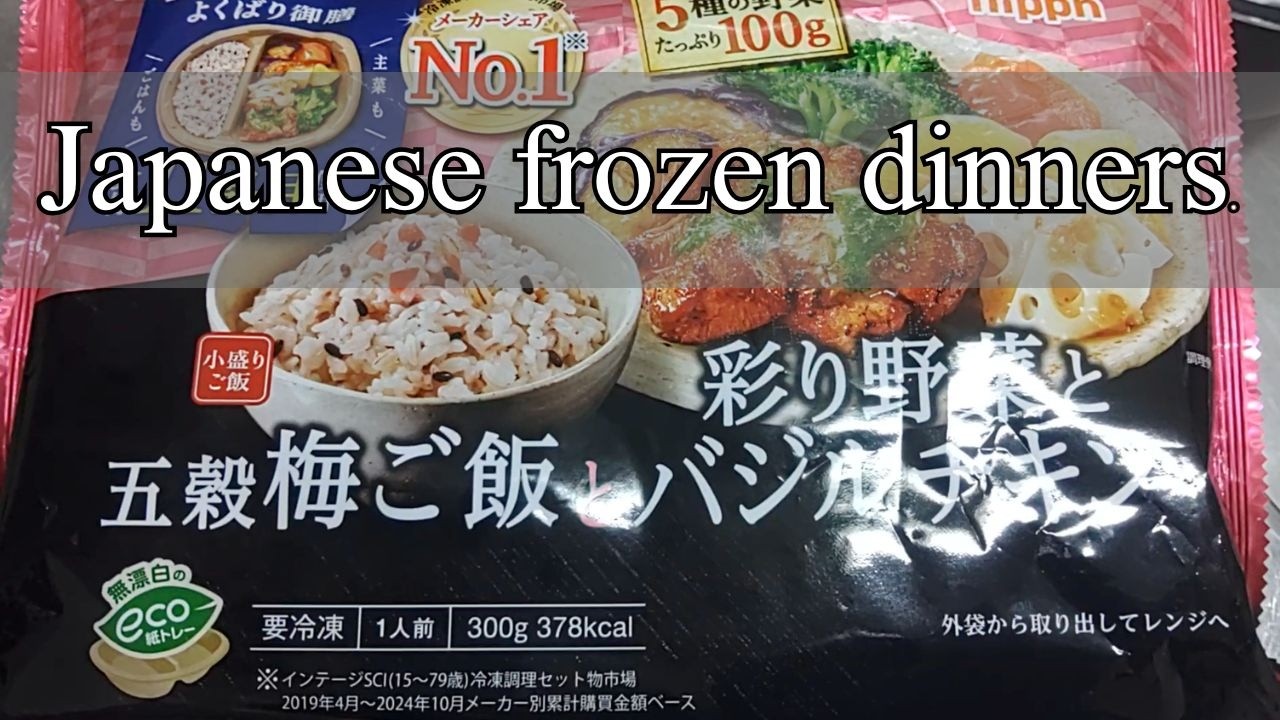 よくばり御膳
ごはんも
主菜も
メーカーシェア
No.1※
5種の野菜
たっぷり100g
nippn
Japanese frozen dinners.
小盛り
ご飯
彩り野菜と
五穀梅ご飯とバジルチキン
無漂白の
eco
紙トレー
要冷凍 1人前 300g 378kcal
外袋から取り出してレンジへ
※インテージSCI(15～79歳)冷凍調理セット物市場
2019年4月～2024年10月メーカー別累計購買金額ベース